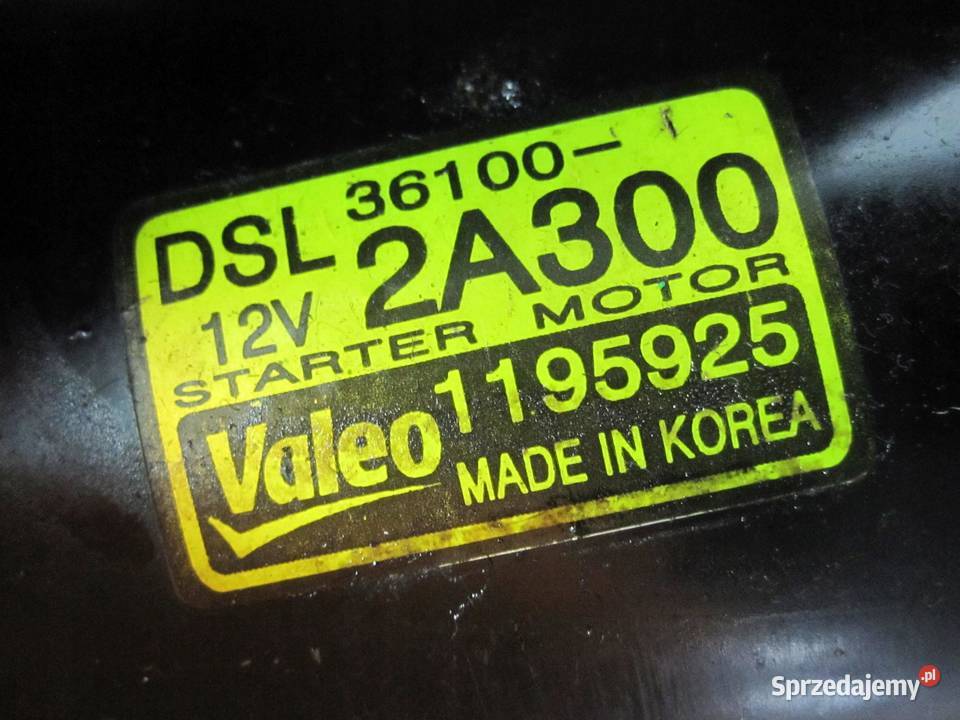 DSL 36100-
12V 2A300
STARTER MOTOR
Valeo 1195925
MADE IN KOREA
Sprzedajemy.pl